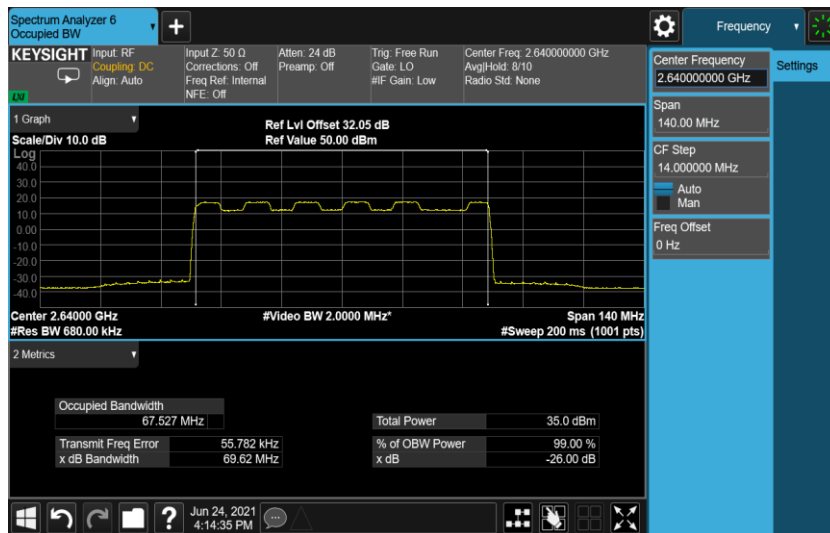 Spectrum Analyzer 6
Occupied BW
+
Frequency
KEYSIGHT
Input: RF
Coupling: DC
Align: Auto
Input Z: 50 Ω
Corrections: Off
Freq Ref: Internal
NFE: Off
Atten: 24 dB
Preamp: Off
Trig: Free Run
Gate: LO
#IF Gain: Low
Center Freq: 2.640000000 GHz
Avg|Hold: 8/10
Radio Std: None
1 Graph
Scale/Div 10.0 dB
Ref Lvl Offset 32.05 dB
Ref Value 50.00 dBm
Log
40.0
30.0
20.0
10.0
0.00
-10.0
-20.0
-30.0
-40.0
Center 2.64000 GHz
#Video BW 2.0000 MHz*
Span 140 MHz
#Res BW 680.00 kHz
#Sweep 200 ms (1001 pts)
2 Metrics
Occupied Bandwidth
67.527 MHz
Total Power 35.0 dBm
Transmit Freq Error 55.782 kHz
% of OBW Power 99.00 %
x dB Bandwidth 69.62 MHz
x dB -26.00 dB
Center Frequency
2.640000000 GHz
Settings
Span
140.00 MHz
CF Step
14.000000 MHz
Auto
Man
Freq Offset
0 Hz
?
Jun 24, 2021
4:14:35 PM